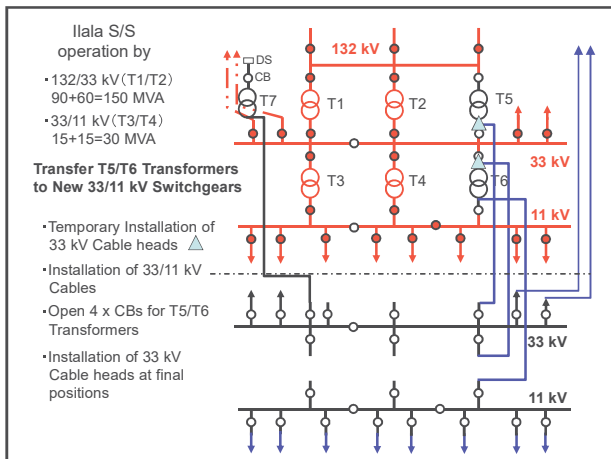 Ilala S/S
operation by
· 132/33 kV(T1/T2)
90+60=150 MVA
· 33/11 kV(T3/T4)
15+15=30 MVA
Transfer T5/T6 Transformers
to New 33/11 kV Switchgears
· Temporary Installation of
33 kV Cable heads
· Installation of 33/11 kV
Cables
· Open 4 x CBs for T5/T6
Transformers
· Installation of 33 kV
Cable heads at final
positions
DS
CB
T7
132 kV
T1
T2
T5
33 kV
T3
T4
T6
11 kV
33 kV
11 kV